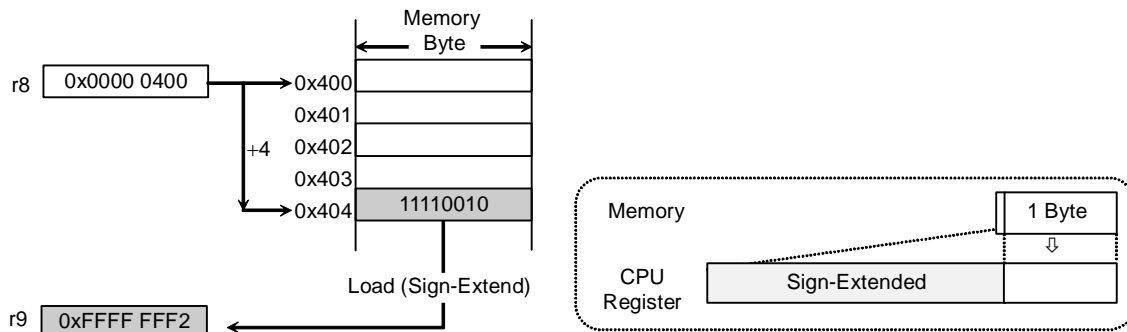 Memory
Byte
r8 0x0000 0400
0x400
0x401
+4
0x402
0x403
0x404 11110010
Load (Sign-Extend)
r9 0xFFFF FFF2
Memory 1 Byte
⇩
CPU Register Sign-Extended